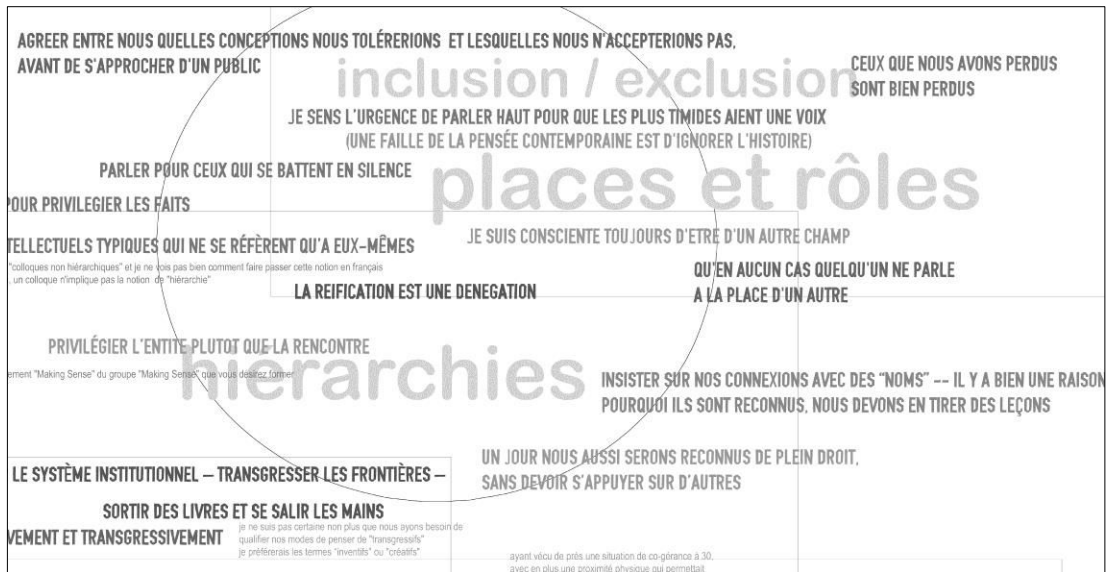 AGREER ENTRE NOUS QUELLES CONCEPTIONS NOUS TOLÉRERIONS ET LESQUELLES NOUS N'ACCEPTERIONS PAS,
AVANT DE S'APPROCHER D'UN PUBLIC
inclusion / exclusion
CEUX QUE NOUS AVONS PERDUS
SONT BIEN PERDUS
JE SENS L'URGENCE DE PARLER HAUT POUR QUE LES PLUS TIMIDES AIENT UNE VOIX
(UNE FAILLE DE LA PENSÉE CONTEMPORAINE EST D'IGNORER L'HISTOIRE)
PARLER POUR CEUX QUI SE BATTENT EN SILENCE
places et rôles
POUR PRIVILEGIER LES FAITS
TELLECTUELS TYPIQUES QUI NE SE RÉFÈRENT QU'A EUX-MÊMES
JE SUIS CONSCIENTE TOUJOURS D'ETRE D'UN AUTRE CHAMP
"colloques non hiérarchiques" et je ne vois pas bien comment faire passer cette notion en français
, un colloque n'implique pas la notion de "hiérarchie"
QU'EN AUCUN CAS QUELQU'UN NE PARLE
A LA PLACE D'UN AUTRE
LA REIFICATION EST UNE DENEGATION
PRIVILÉGIER L'ENTITE PLUTOT QUE LA RENCONTRE
hiérarchies
ement "Making Sense" du groupe "Making Sense" que vous desirez former
INSISTER SUR NOS CONNEXIONS AVEC DES "NOMS" -- IL Y A BIEN UNE RAISON
POURQUOI ILS SONT RECONNUS, NOUS DEVONS EN TIRER DES LEÇONS
UN JOUR NOUS AUSSI SERONS RECONNUS DE PLEIN DROIT,
SANS DEVOIR S'APPUYER SUR D'AUTRES
LE SYSTÈME INSTITUTIONNEL – TRANSGRESSER LES FRONTIÈRES –
SORTIR DES LIVRES ET SE SALIR LES MAINS
VEMENT ET TRANSGRESSIVEMENT
je ne suis pas certaine non plus que nous ayons besoin de
qualifier nos modes de penser de "transgressifs"
je préférerais les termes "inventifs" ou "créatifs"
ayant vécu de près une situation de co-gérance à 30,
avec en plus une proximité physique qui permettait